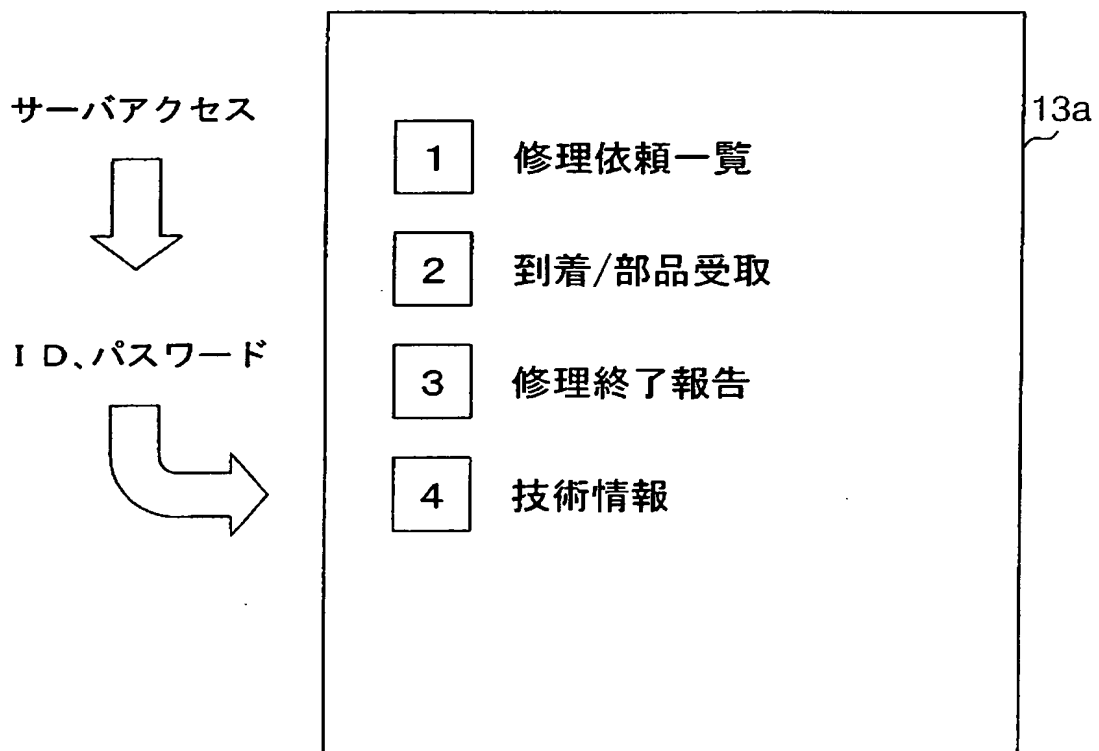 サーバアクセス
ID、パスワード
13a
1 修理依頼一覧
2 到着/部品受取
3 修理終了報告
4 技術情報